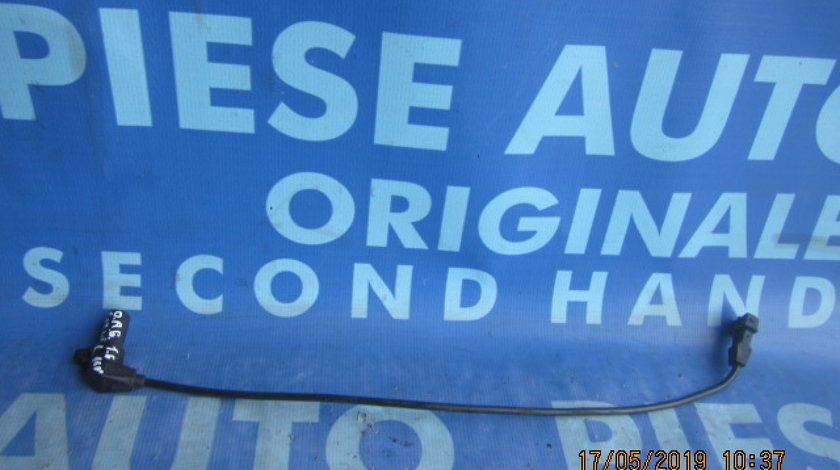 PIESE AUTO
ORIGINALE
SECOND HAND
AUTO PIESE
17/05/2019 10:37